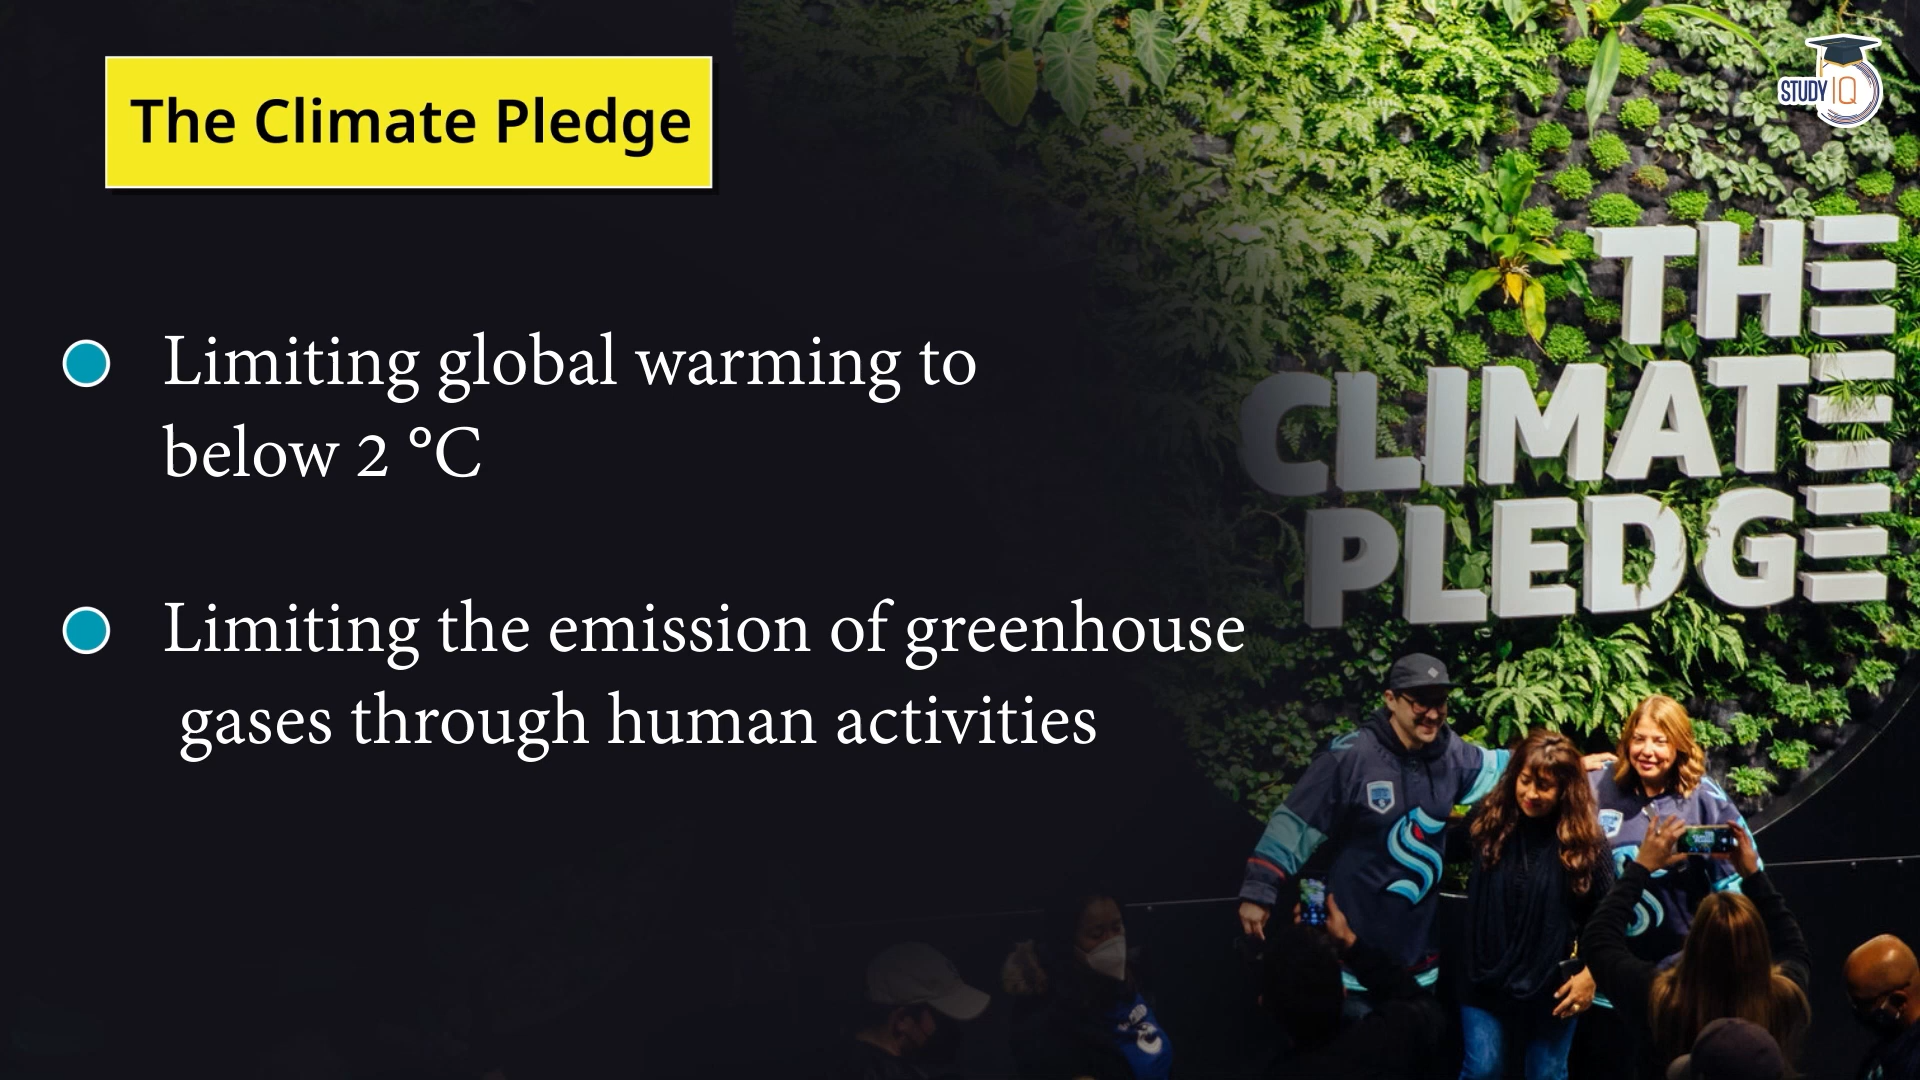 The Climate Pledge
STUDY IQ
Limiting global warming to
below 2 °C
Limiting the emission of greenhouse
gases through human activities
THE
CLIMATE
PLEDGE